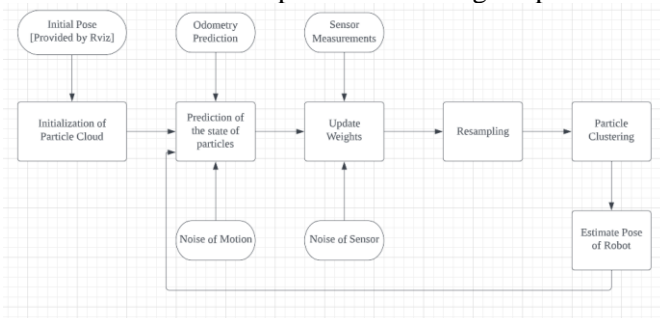 Initial Pose
[Provided by Rviz]
Odometry
Prediction
Sensor
Measurements
Initialization of
Particle Cloud
Prediction of
the state of
particles
Update
Weights
Resampling
Particle
Clustering
Noise of Motion
Noise of Sensor
Estimate Pose
of Robot